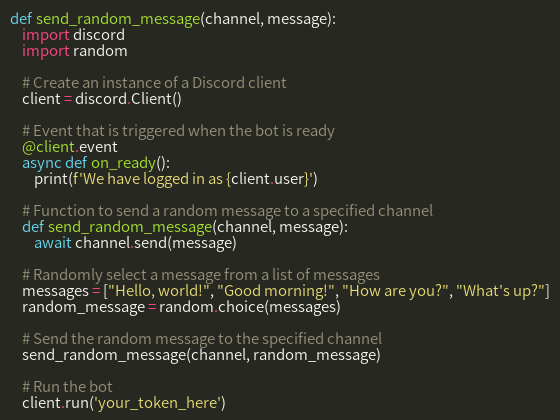 def send_random_message(channel, message):
import discord
import random
# Create an instance of a Discord client
client = discord.Client()
# Event that is triggered when the bot is ready
@client.event
async def on_ready():
print(f'We have logged in as {client.user}')
# Function to send a random message to a specified channel
def send_random_message(channel, message):
await channel.send(message)
# Randomly select a message from a list of messages
messages = ["Hello, world!", "Good morning!", "How are you?", "What's up?"]
random_message = random.choice(messages)
# Send the random message to the specified channel
send_random_message(channel, random_message)
# Run the bot
client.run('your_token_here')